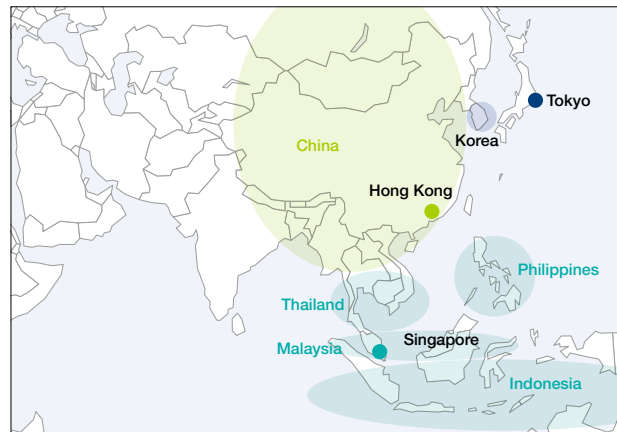 Tokyo
Korea
China
Hong Kong
Philippines
Thailand
Singapore
Malaysia
Indonesia